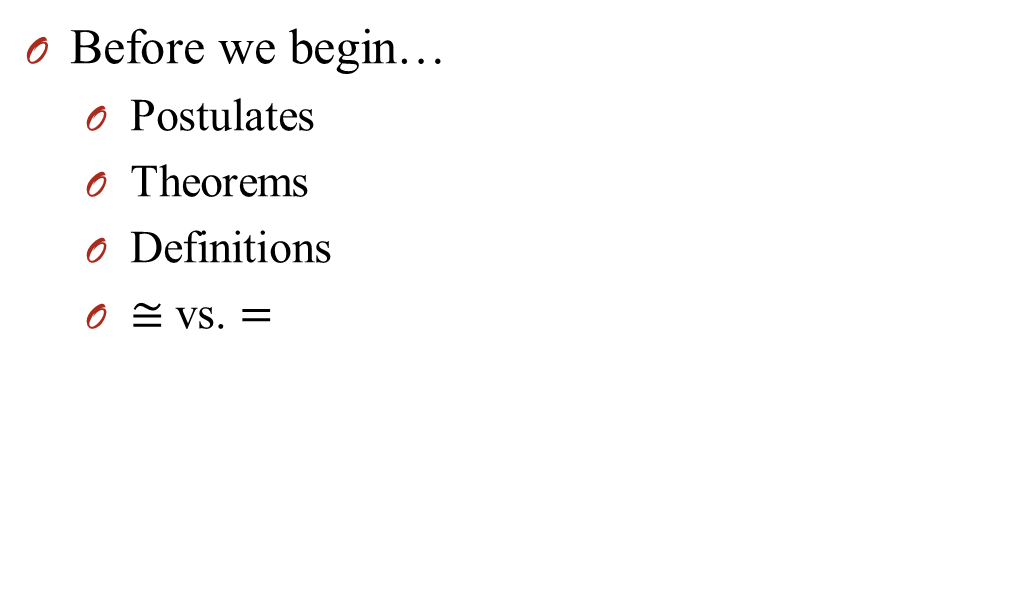 Before we begin…
Postulates
Theorems
Definitions
≅ vs. =